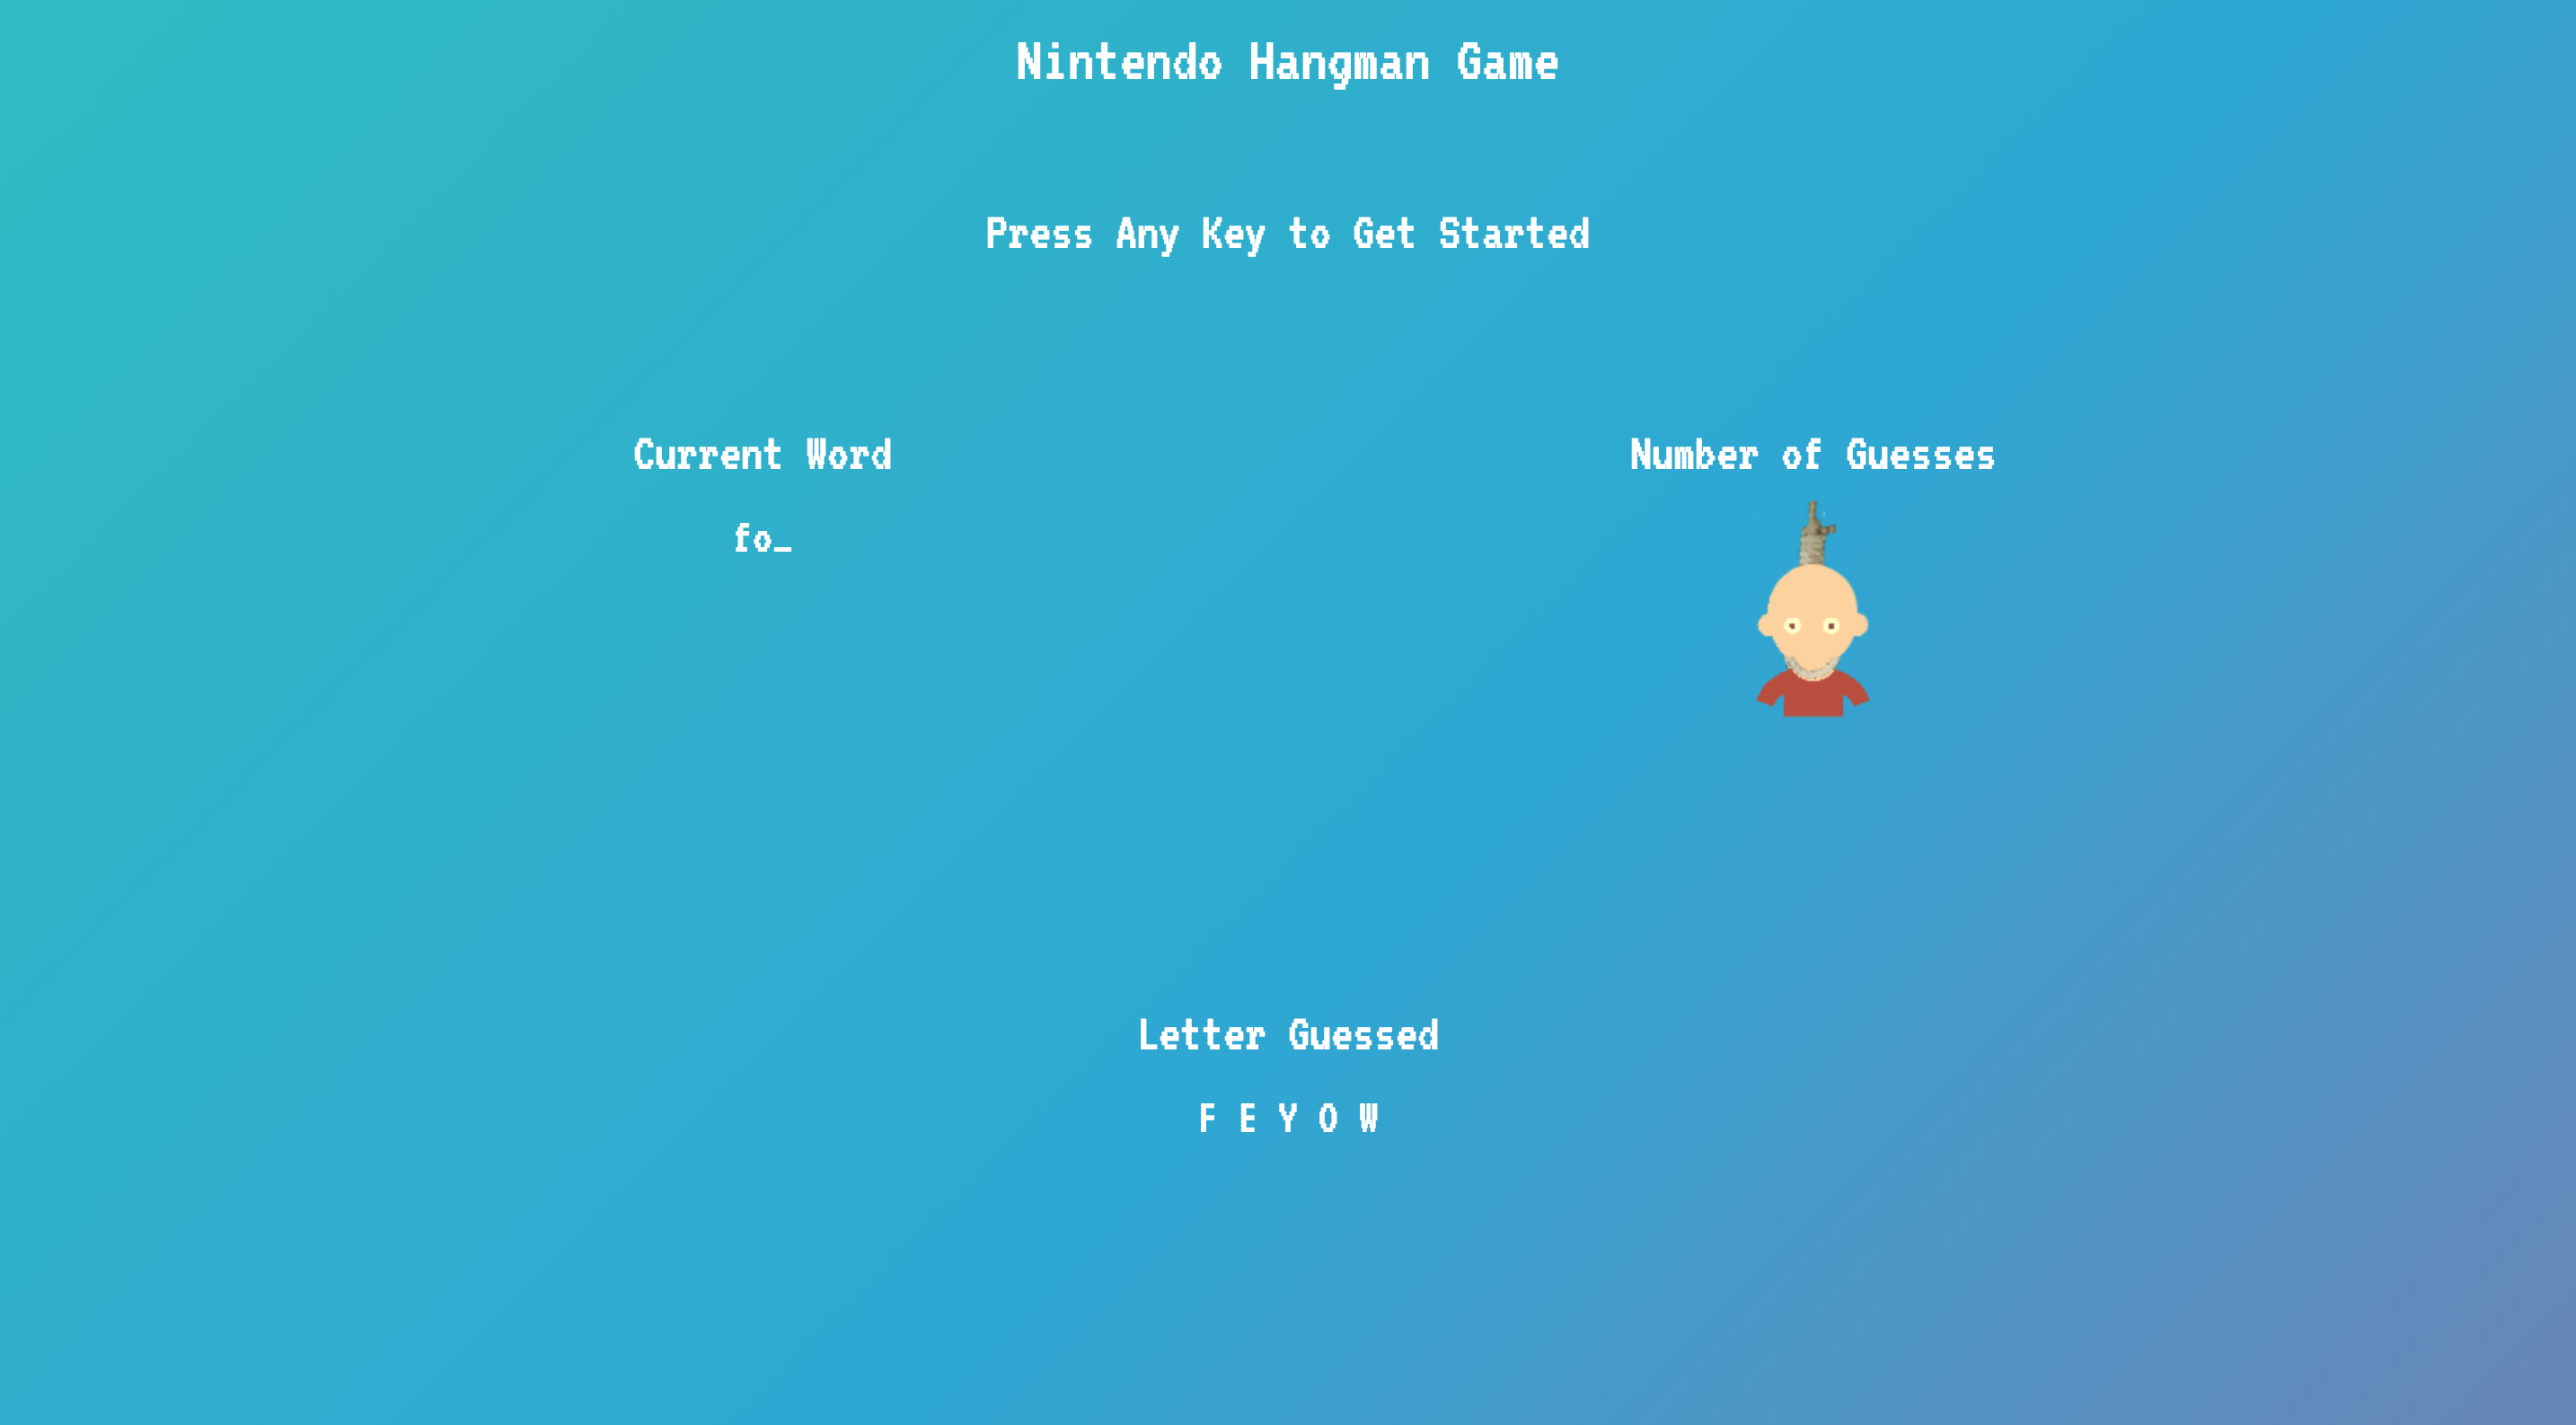 Nintendo Hangman Game
Press Any Key to Get Started
Current Word
fo_
Number of Guesses
Letter Guessed
F E Y O W